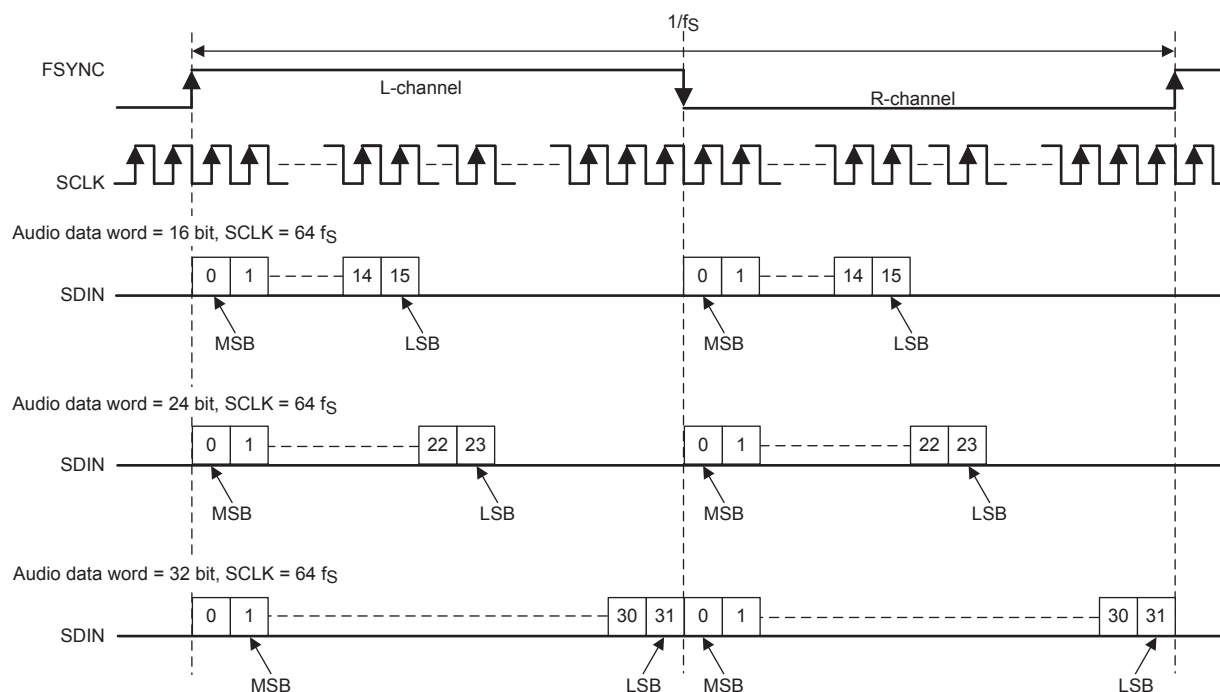 1/fS
FSYNC
L-channel
R-channel
SCLK
Audio data word = 16 bit, SCLK = 64 fS
SDIN
0 1 14 15 0 1 14 15
MSB LSB MSB LSB
Audio data word = 24 bit, SCLK = 64 fS
SDIN
0 1 22 23 0 1 22 23
MSB LSB MSB LSB
Audio data word = 32 bit, SCLK = 64 fS
SDIN
0 1 30 31 0 1 30 31
MSB LSB MSB LSB